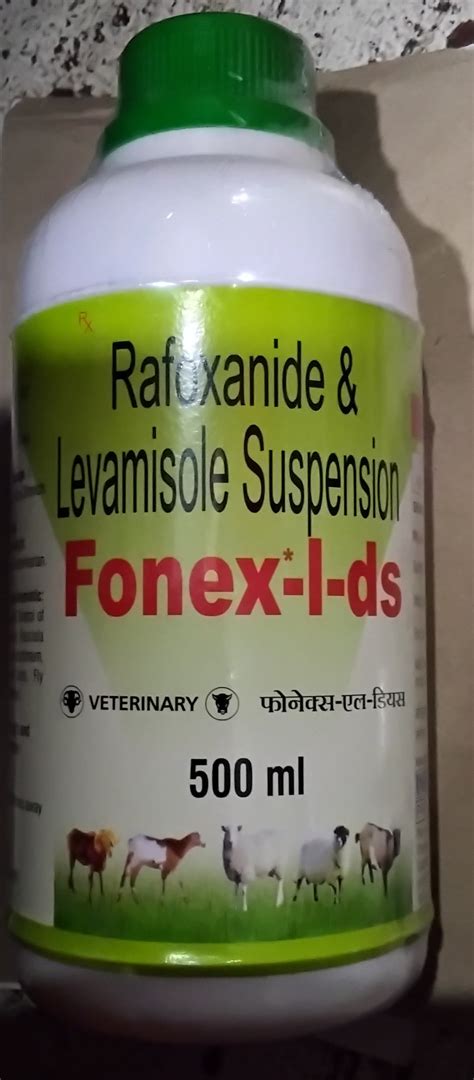 Rx
Rafoxanide &
Levamisole Suspension
Fonex*-l-ds
VETERINARY
फोनेक्स-एल-डियस
500 ml